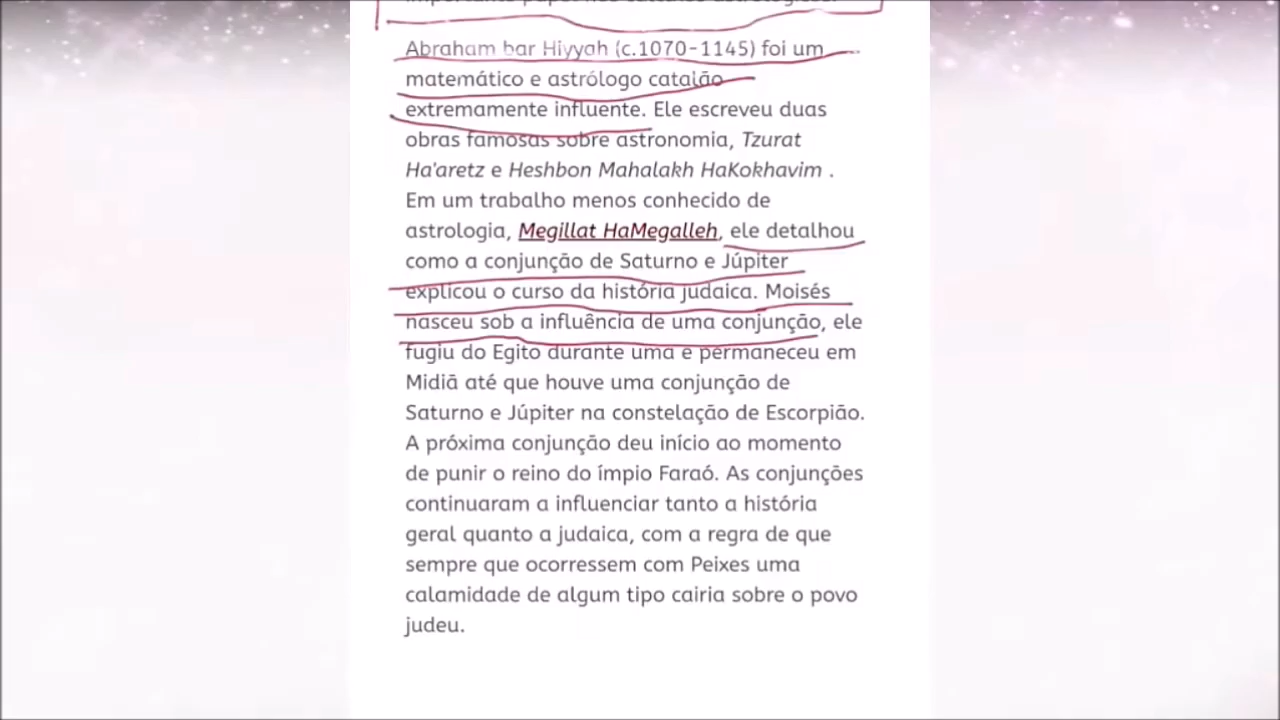 importante papel nos cálculos astrológicos.
Abraham bar Hiyyah (c.1070-1145) foi um
matemático e astrólogo catalão
extremamente influente. Ele escreveu duas
obras famosas sobre astronomia, Tzurat
Ha'aretz e Heshbon Mahalakh HaKokhavim .
Em um trabalho menos conhecido de
astrologia, Megillat HaMegalleh, ele detalhou
como a conjunção de Saturno e Júpiter
explicou o curso da história judaica. Moisés
nasceu sob a influência de uma conjunção, ele
fugiu do Egito durante uma e permaneceu em
Midiã até que houve uma conjunção de
Saturno e Júpiter na constelação de Escorpião.
A próxima conjunção deu início ao momento
de punir o reino do ímpio Faraó. As conjunções
continuaram a influenciar tanto a história
geral quanto a judaica, com a regra de que
sempre que ocorressem com Peixes uma
calamidade de algum tipo cairia sobre o povo
judeu.